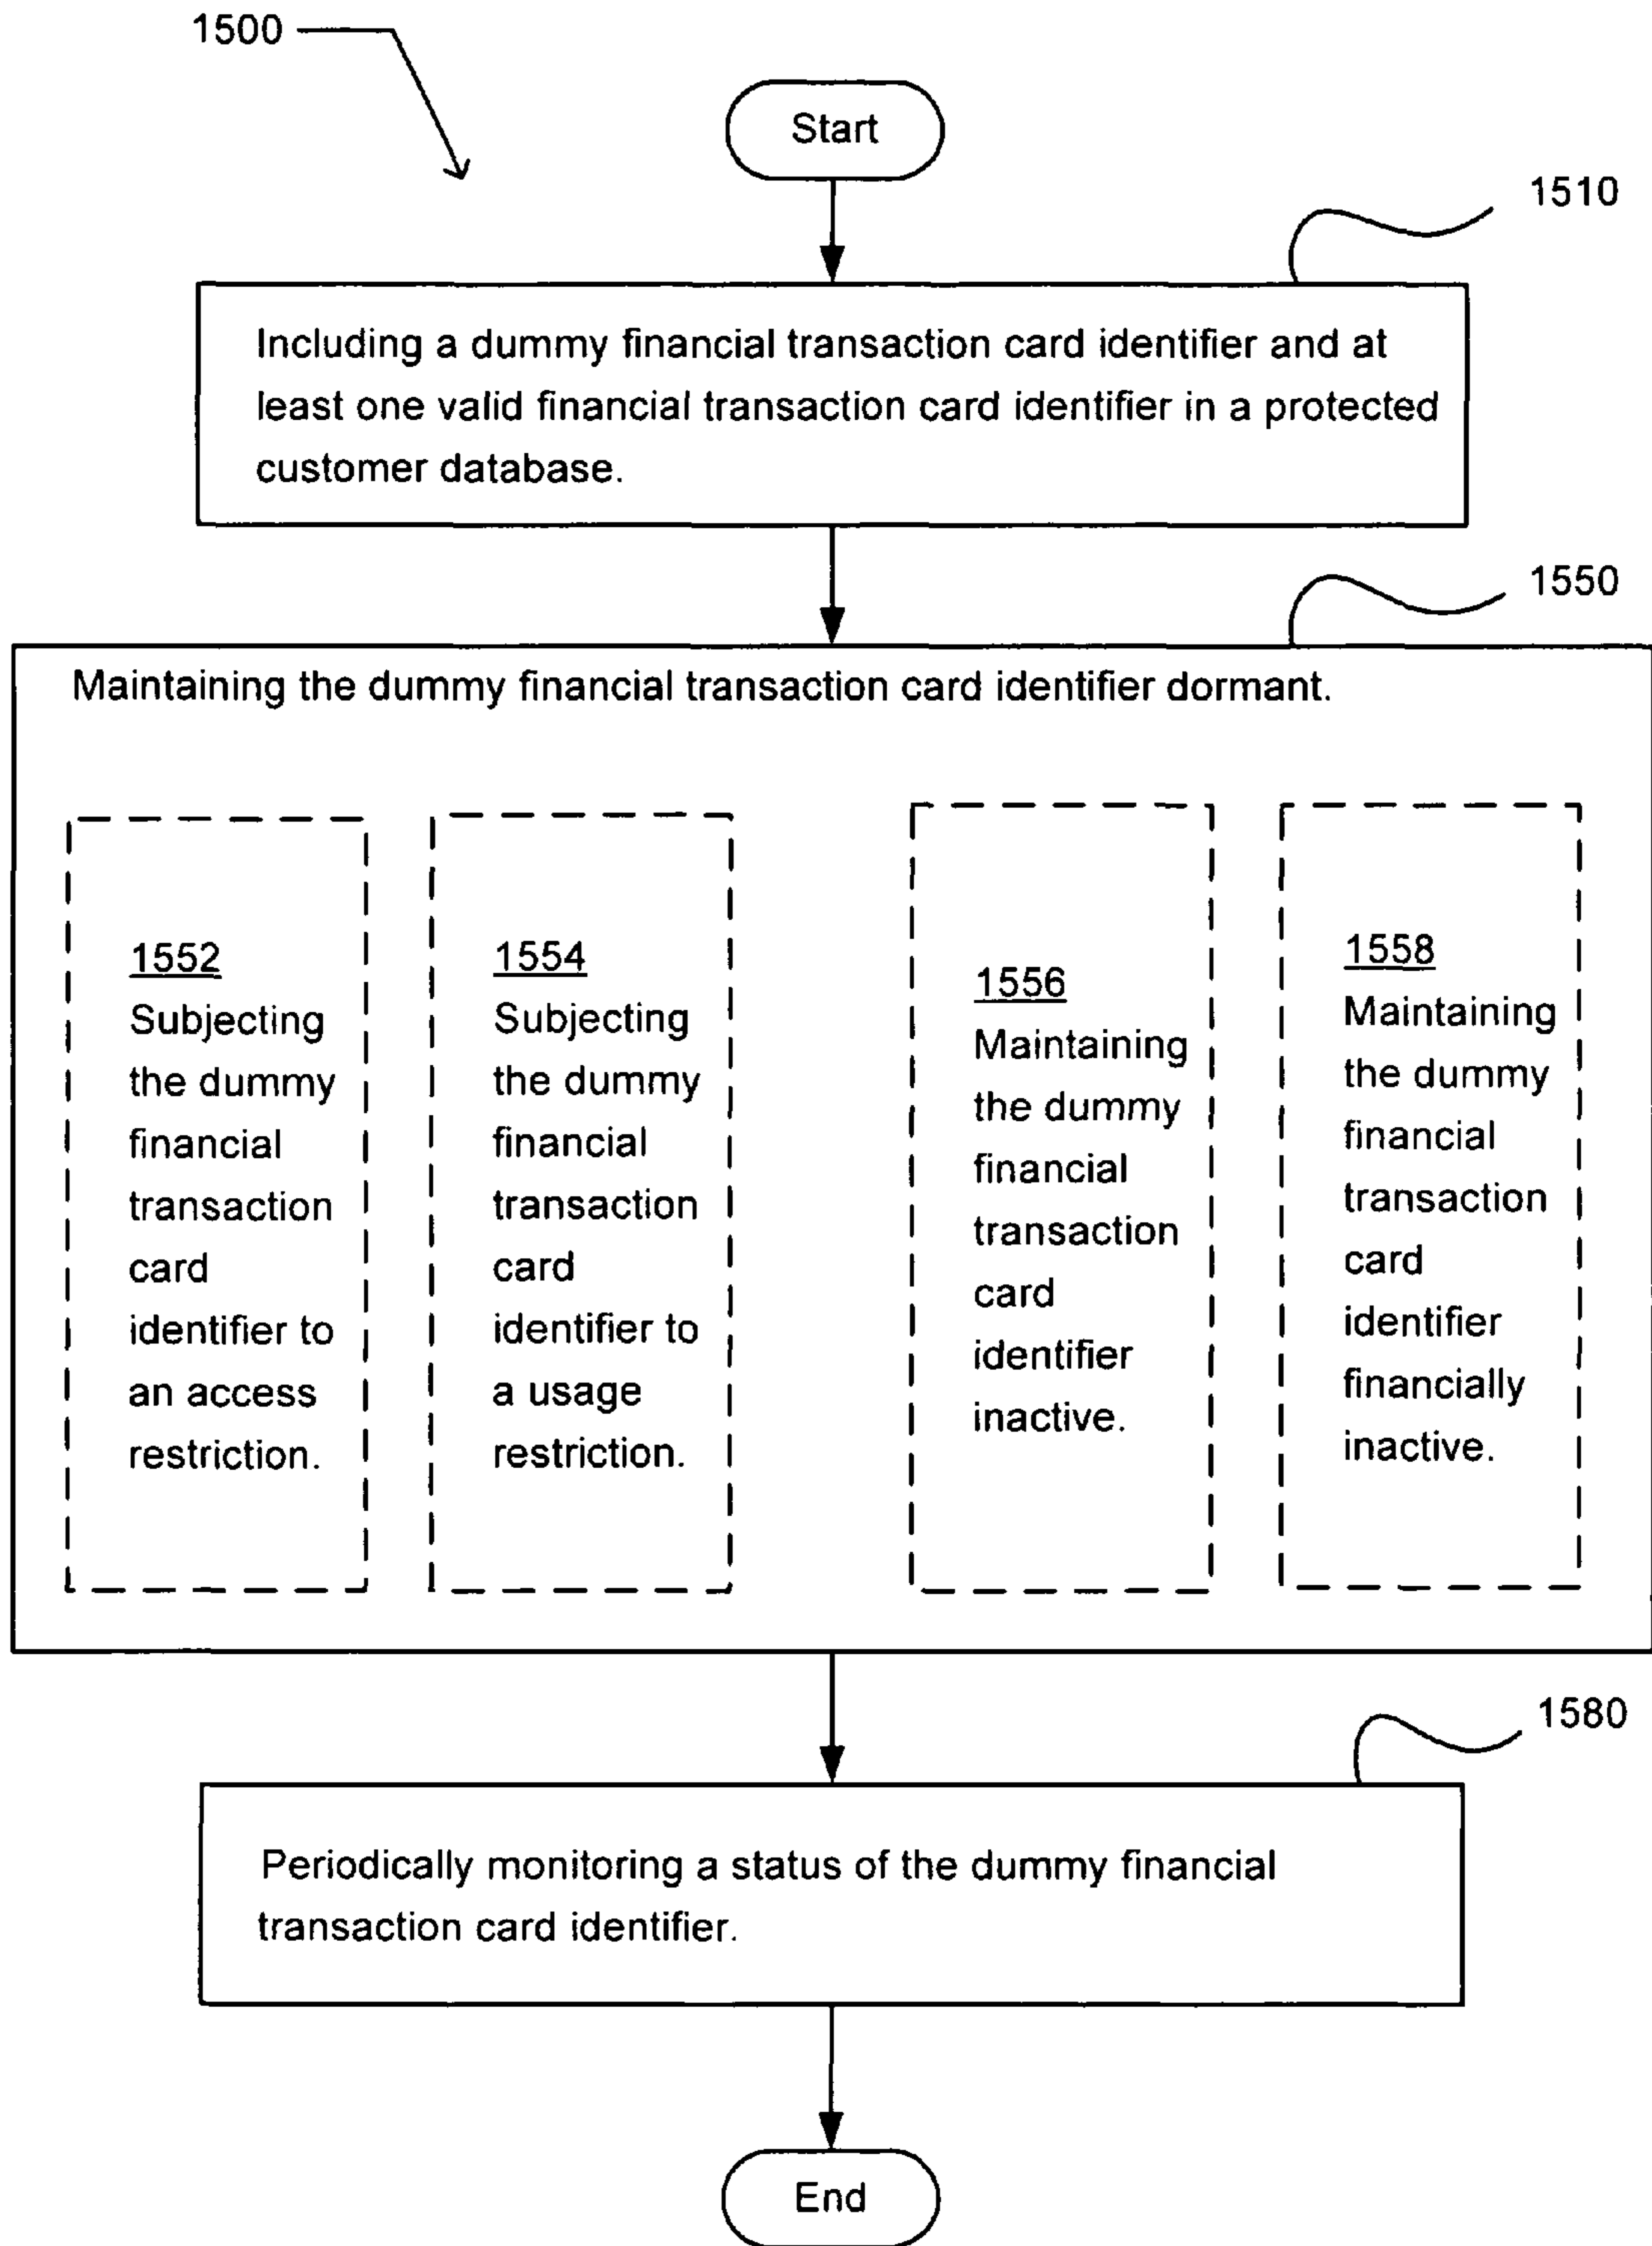 1500
Start
1510
Including a dummy financial transaction card identifier and at
least one valid financial transaction card identifier in a protected
customer database.
1550
Maintaining the dummy financial transaction card identifier dormant.
1552
Subjecting
the dummy
financial
transaction
card
identifier to
an access
restriction.
1554
Subjecting
the dummy
financial
transaction
card
identifier to
a usage
restriction.
1556
Maintaining
the dummy
financial
transaction
card
identifier
inactive.
1558
Maintaining
the dummy
financial
transaction
card
identifier
financially
inactive.
1580
Periodically monitoring a status of the dummy financial
transaction card identifier.
End